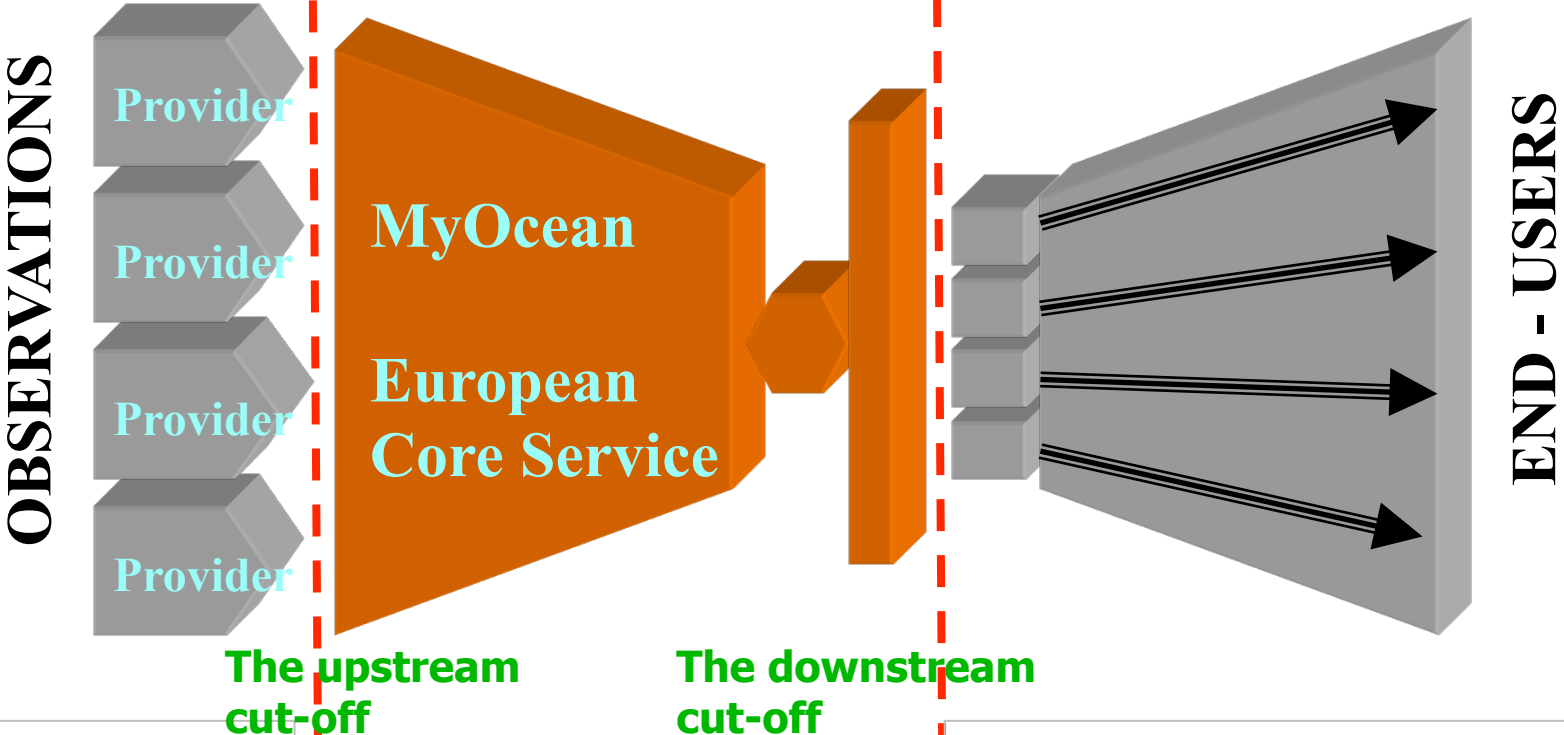 OBSERVATIONS
Provider
Provider
Provider
Provider
MyOcean
European
Core Service
END - USERS
The upstream
cut-off
The downstream
cut-off